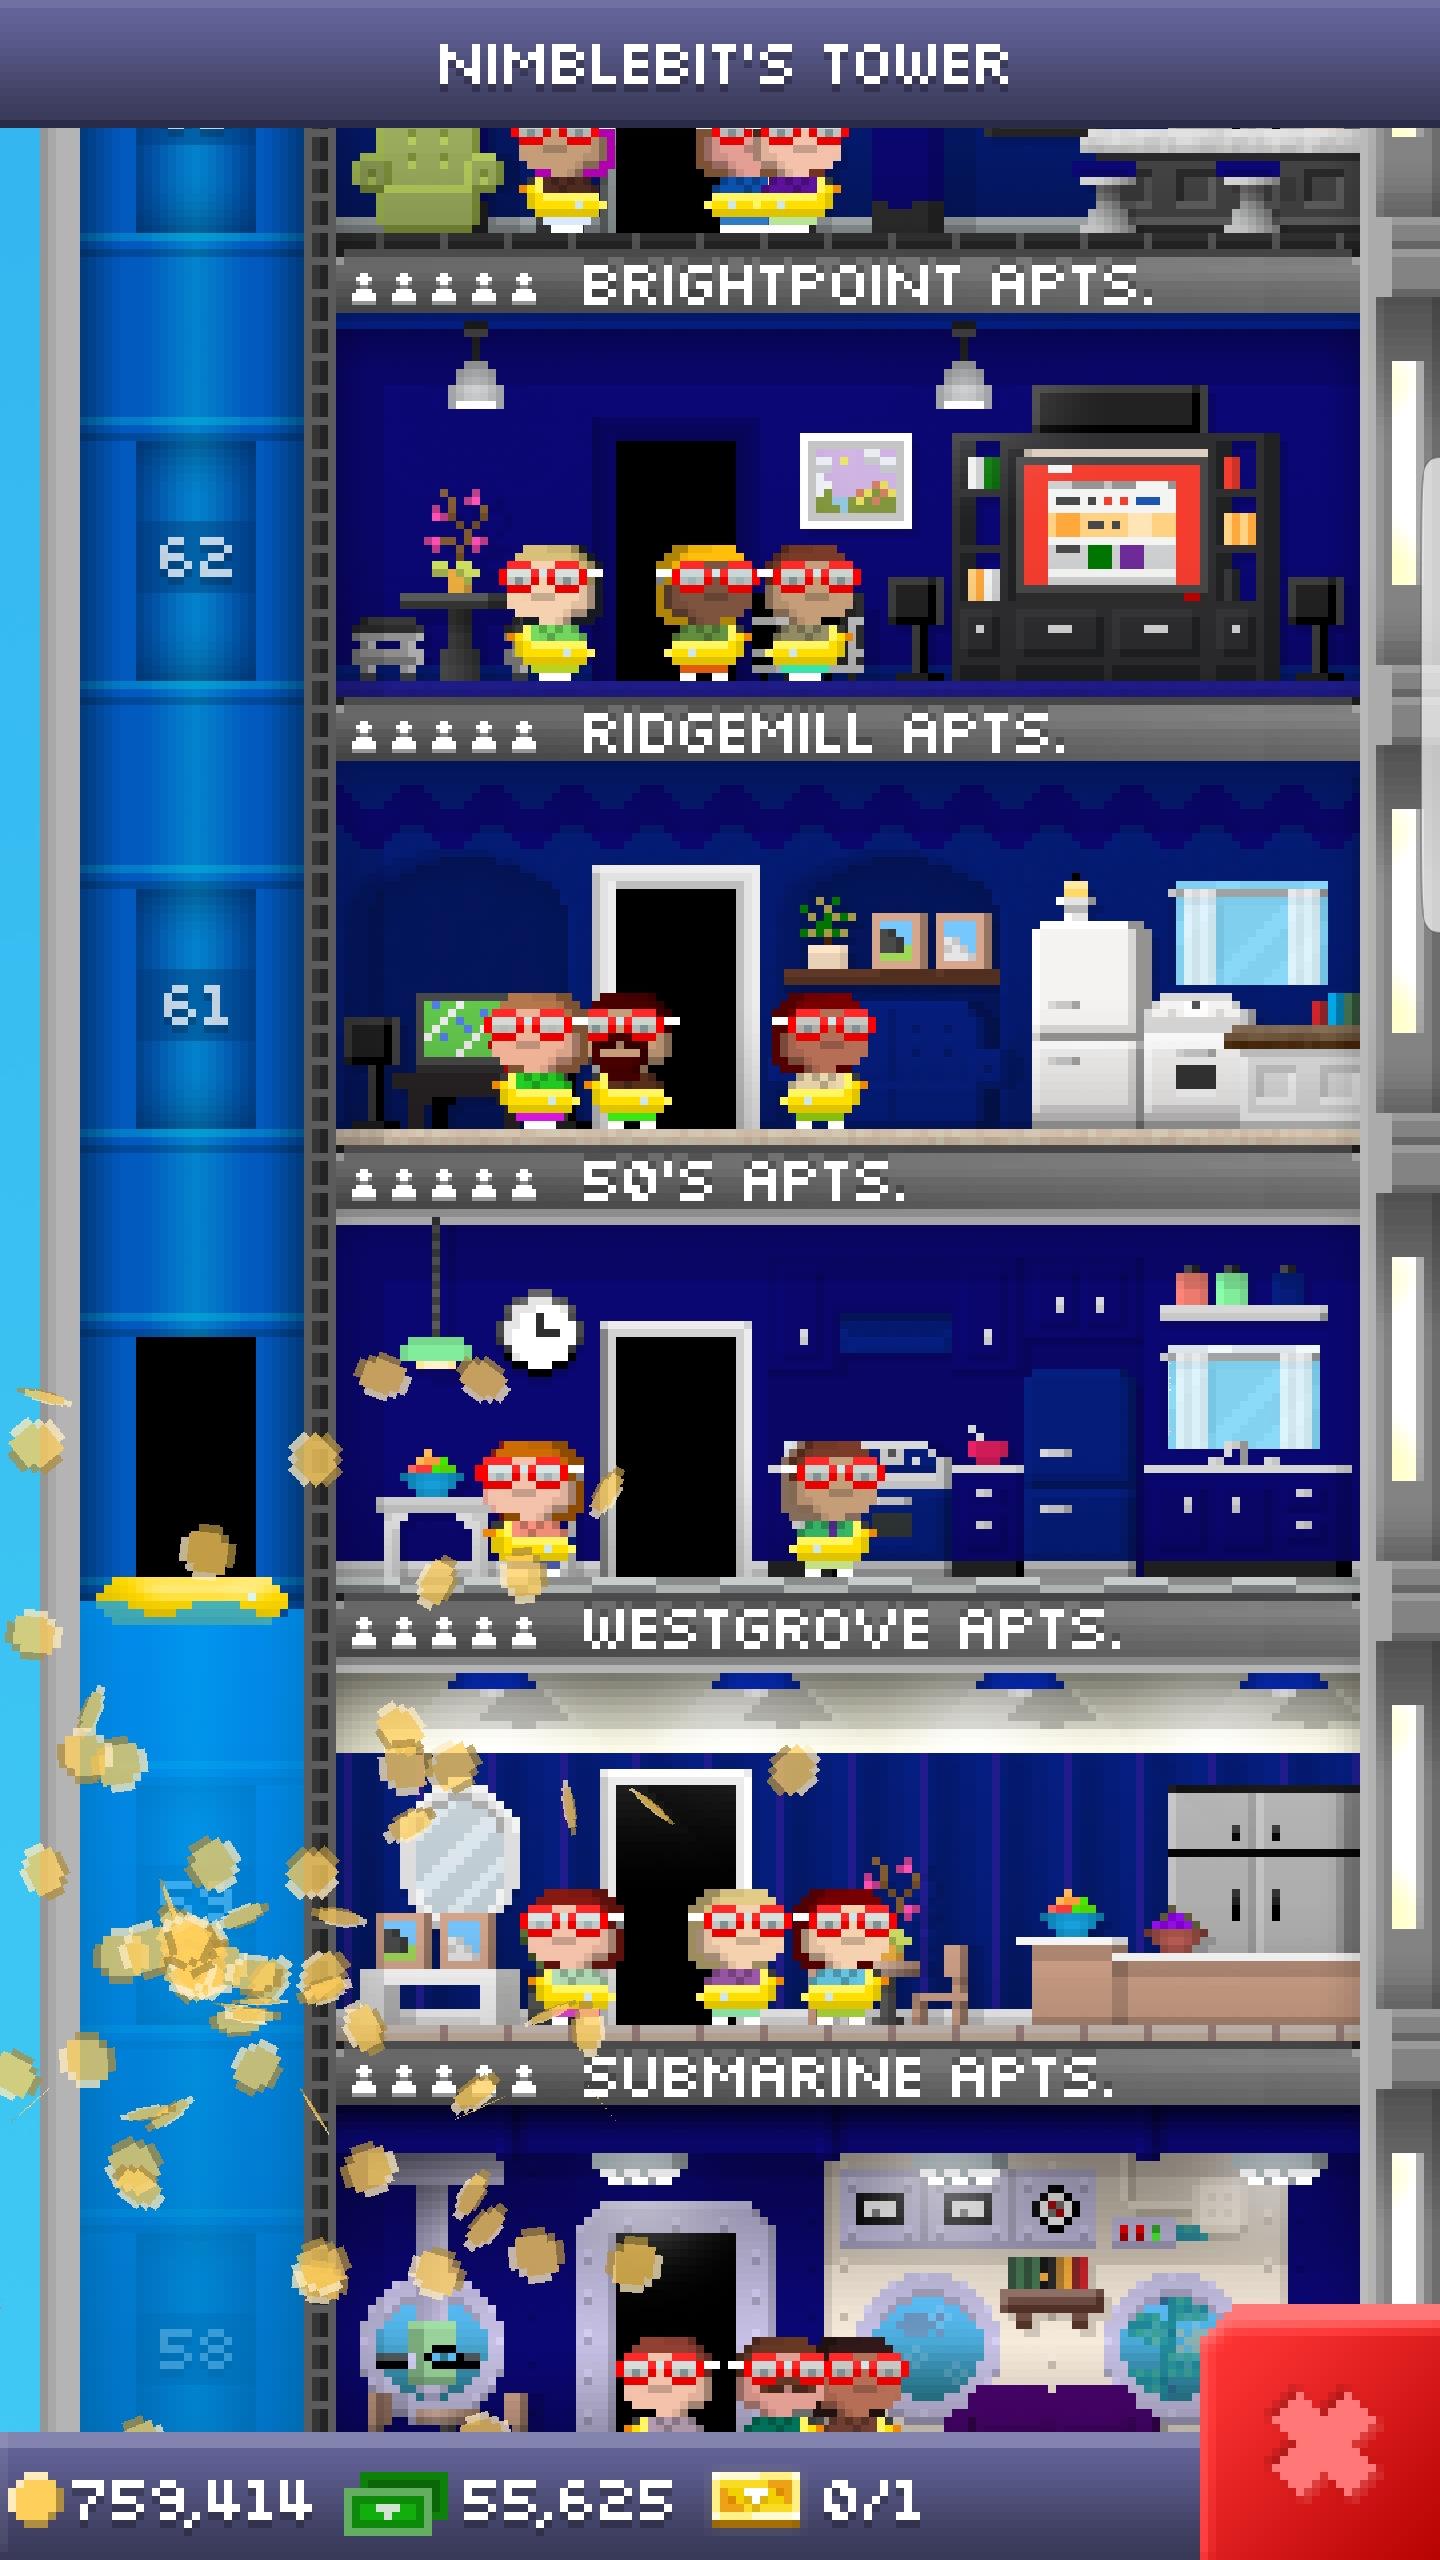 NIMBLEBIT'S TOWER
BRIGHTPOINT APTS.
62
RIDGEMILL APTS.
61
50'S APTS.
WESTGROVE APTS.
59
SUBMARINE APTS.
58
759,414 55,625 0/1